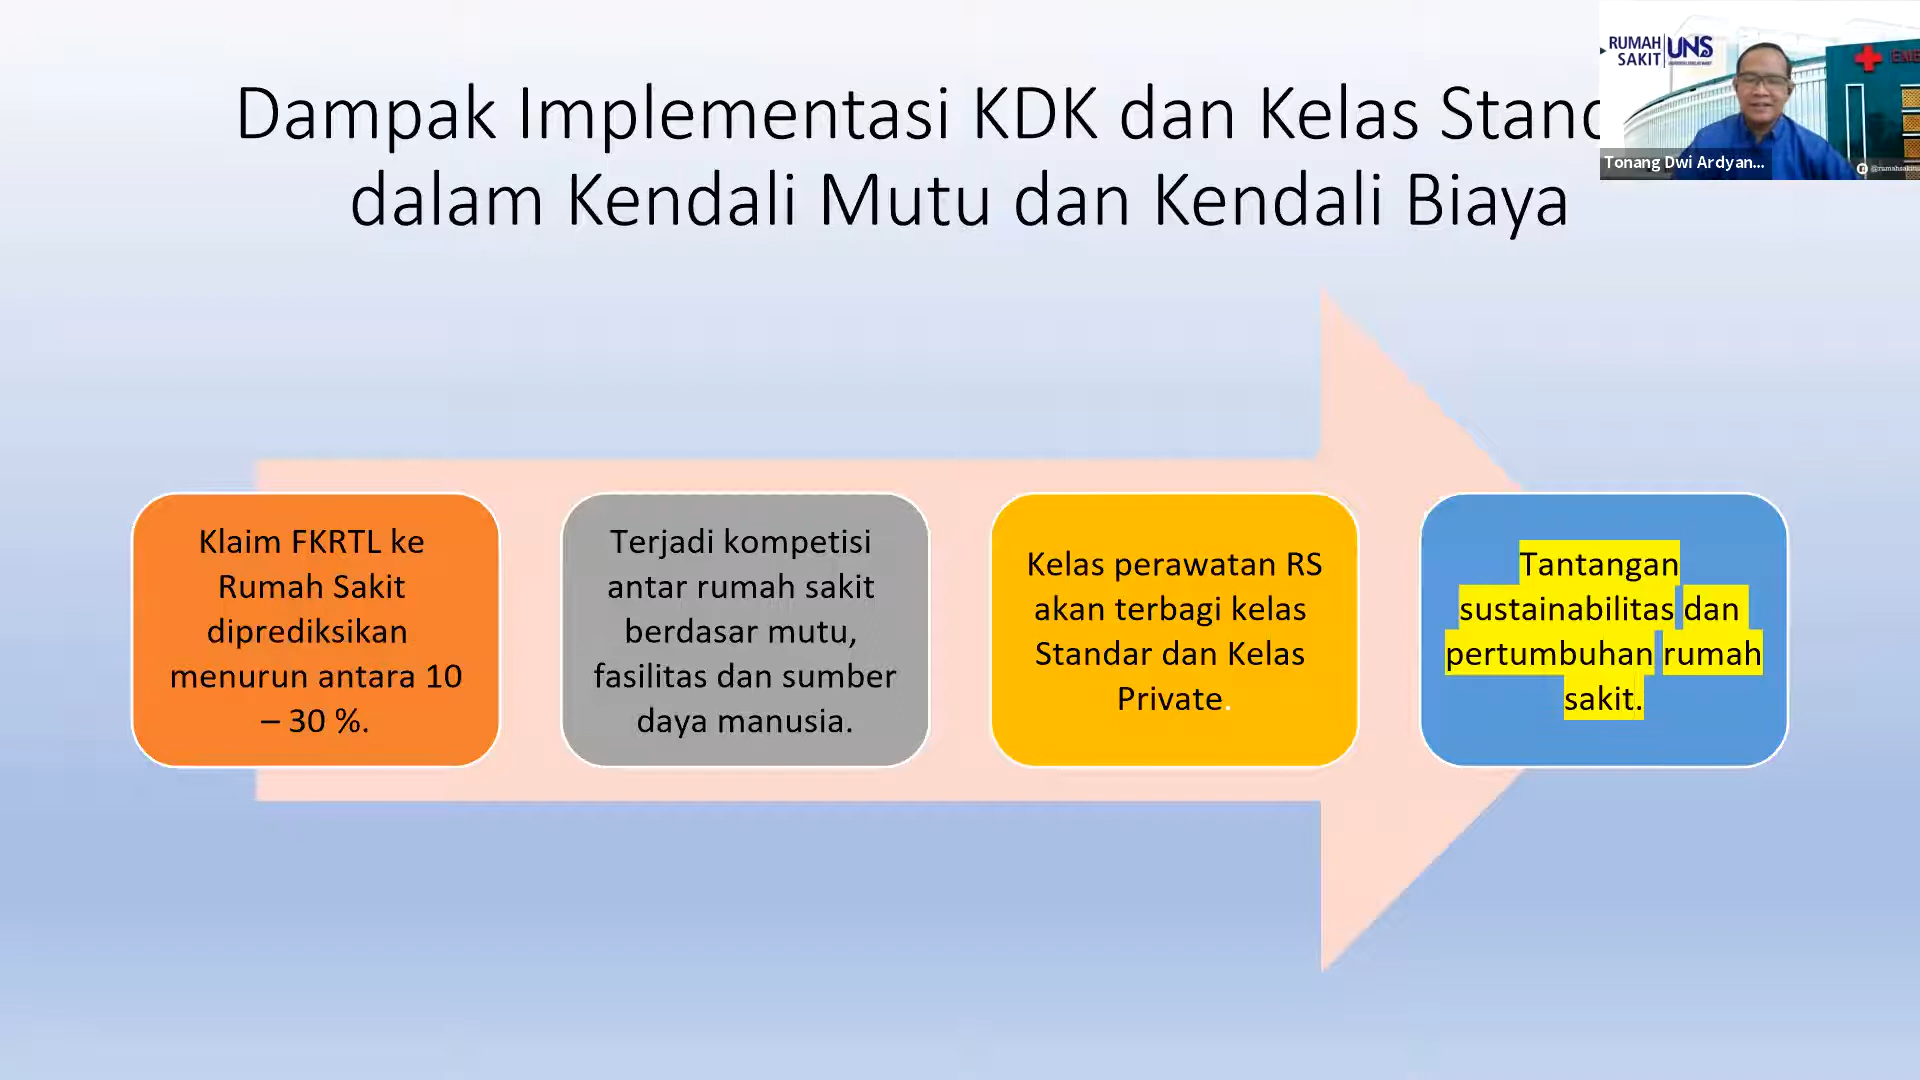 Dampak Implementasi KDK dan Kelas Stand
dalam Kendali Mutu dan Kendali Biaya
RUMAH
SAKIT
UNS
Tonang Dwi Ardyan...
Klaim FKRTL ke
Rumah Sakit
diprediksikan
menurun antara 10
– 30 %.
Terjadi kompetisi
antar rumah sakit
berdasar mutu,
fasilitas dan sumber
daya manusia.
Kelas perawatan RS
akan terbagi kelas
Standar dan Kelas
Private.
Tantangan
sustainabilitas dan
pertumbuhan rumah
sakit.